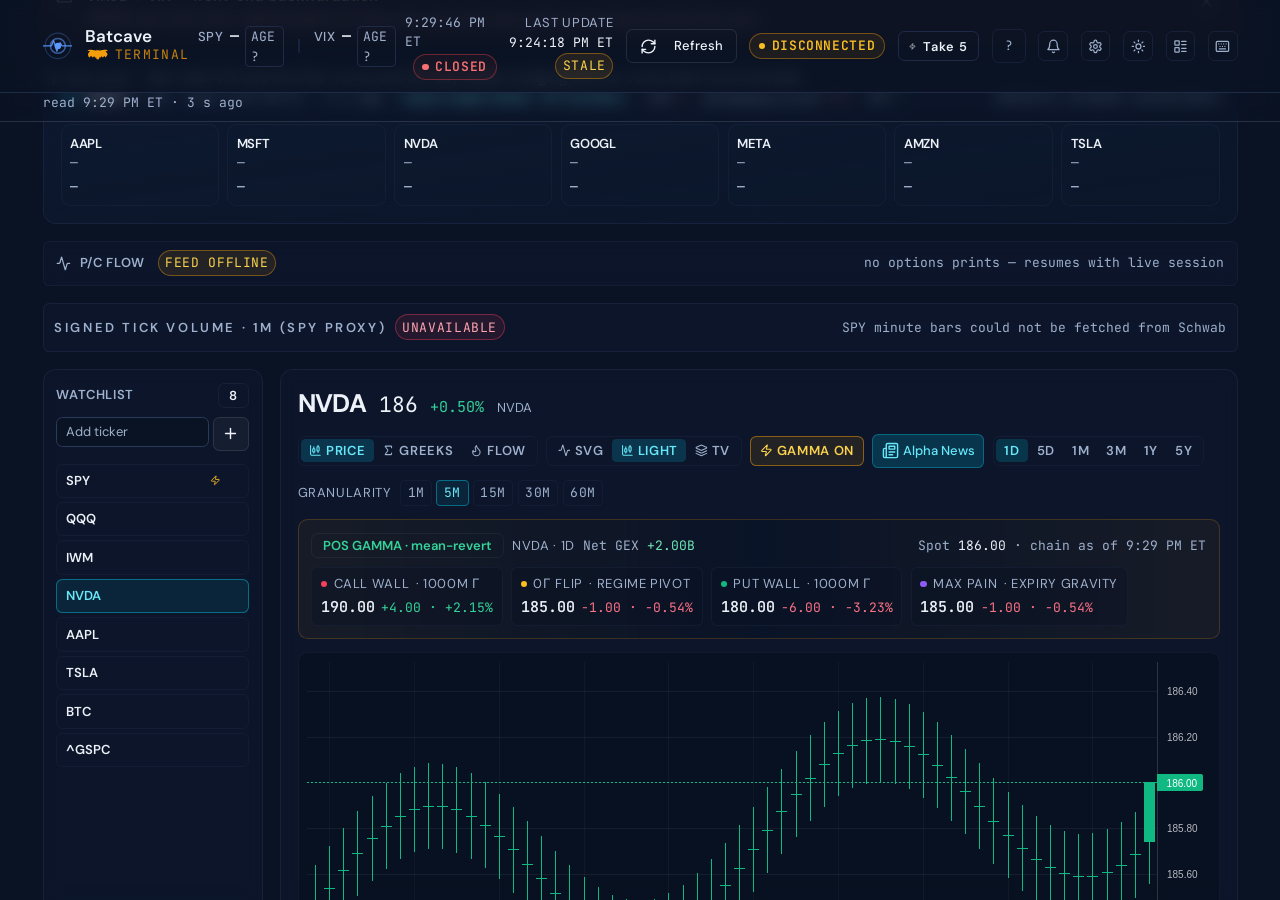 Batcave
TERMINAL
SPY — AGE ?
VIX — AGE ?
9:29:46 PM ET
CLOSED
LAST UPDATE
9:24:18 PM ET
STALE
Refresh
DISCONNECTED
Take 5
?
read 9:29 PM ET · 3 s ago
AAPL MSFT NVDA GOOGL META AMZN TSLA
— — — — — — —
— — — — — — —
P/C FLOW FEED OFFLINE no options prints — resumes with live session
SIGNED TICK VOLUME · 1M (SPY PROXY) UNAVAILABLE SPY minute bars could not be fetched from Schwab
WATCHLIST 8
Add ticker +
SPY
QQQ
IWM
NVDA
AAPL
TSLA
BTC
^GSPC
NVDA 186 +0.50% NVDA
PRICE GREEKS FLOW SVG LIGHT TV GAMMA ON Alpha News 1D 5D 1M 3M 1Y 5Y
GRANULARITY 1M 5M 15M 30M 60M
POS GAMMA · mean-revert NVDA · 1D Net GEX +2.00B Spot 186.00 · chain as of 9:29 PM ET
CALL WALL · 1000M Γ
190.00 +4.00 · +2.15%
0Γ FLIP · REGIME PIVOT
185.00 -1.00 · -0.54%
PUT WALL · 1000M Γ
180.00 -6.00 · -3.23%
MAX PAIN · EXPIRY GRAVITY
185.00 -1.00 · -0.54%
186.40
186.20
186.00
185.80
185.60